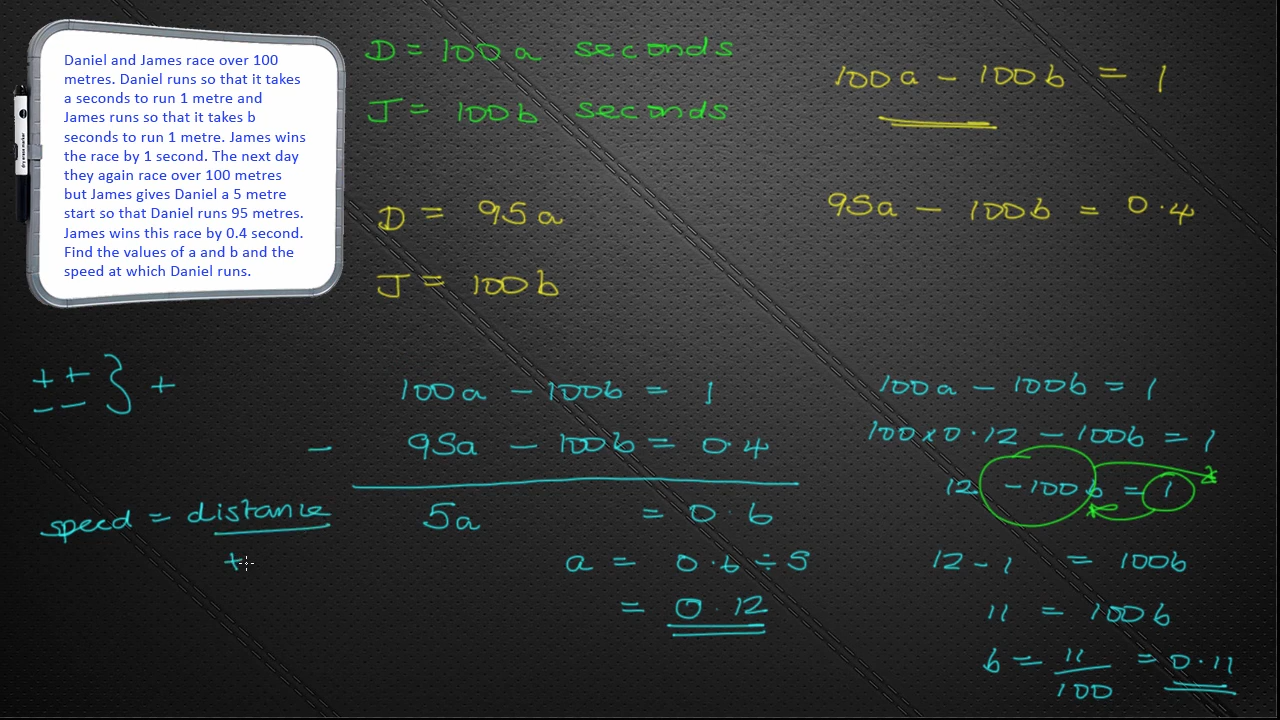 Daniel and James race over 100
metres. Daniel runs so that it takes
a seconds to run 1 metre and
James runs so that it takes b
seconds to run 1 metre. James wins
the race by 1 second. The next day
they again race over 100 metres
but James gives Daniel a 5 metre
start so that Daniel runs 95 metres.
James wins this race by 0.4 second.
Find the values of a and b and the
speed at which Daniel runs.
D = 100a seconds
J = 100b seconds
100a - 100b = 1
D = 95a
J = 100b
95a - 100b = 0.4
+ + } +
- -
speed = distance
t
100a - 100b = 1
- 95a - 100b = 0.4
5a = 0.6
a = 0.6 ÷ 5
= 0.12
100a - 100b = 1
100 x 0.12 - 100b = 1
12 - 100b = 1
12 - 1 = 100b
11 = 100b
b = 11/100 = 0.11